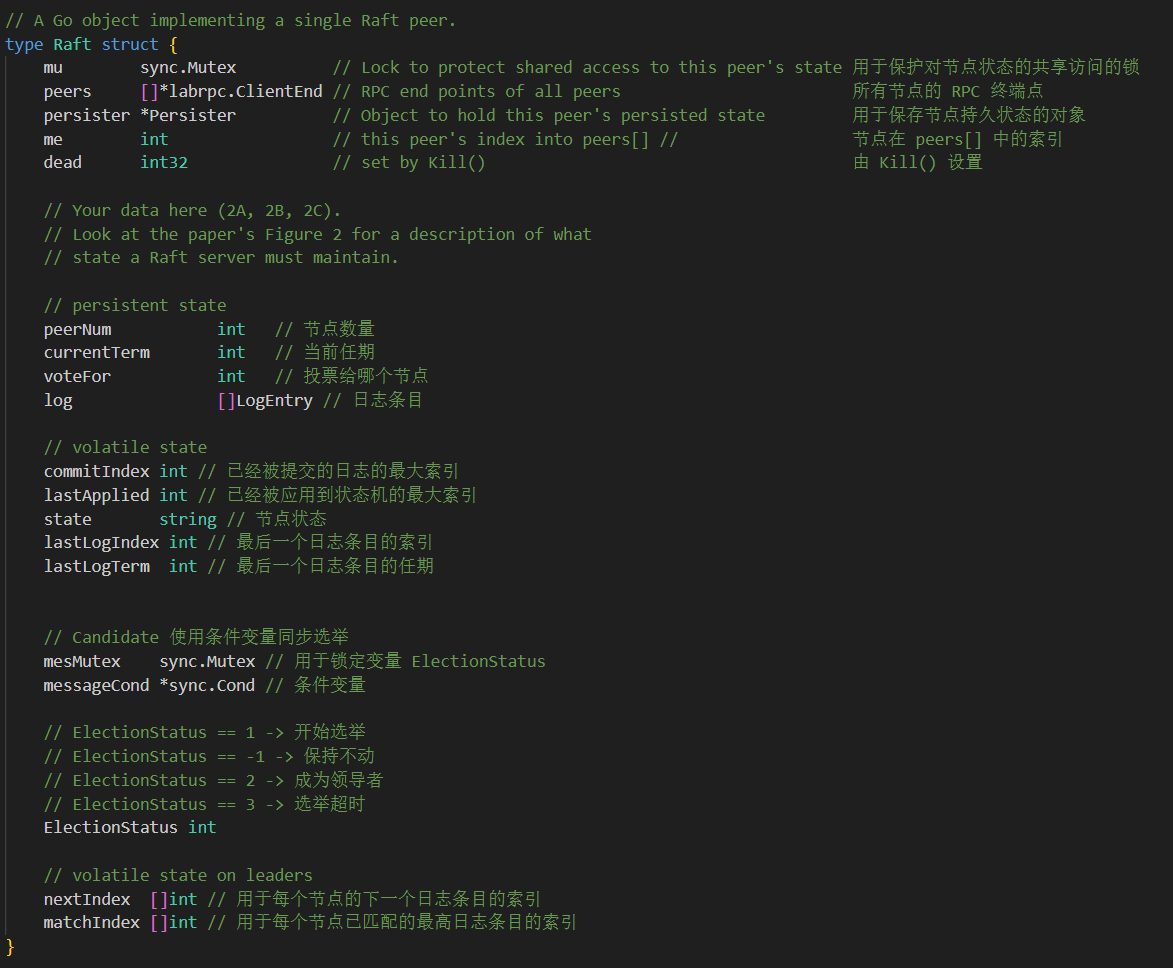 // A Go object implementing a single Raft peer.
type Raft struct {
mu sync.Mutex // Lock to protect shared access to this peer's state 用于保护对节点状态的共享访问的锁
peers []*labrpc.ClientEnd // RPC end points of all peers 所有节点的 RPC 终端点
persister *Persister // Object to hold this peer's persisted state 用于保存节点持久状态的对象
me int // this peer's index into peers[] // 节点在 peers[] 中的索引
dead int32 // set by Kill() 由 Kill() 设置
// Your data here (2A, 2B, 2C).
// Look at the paper's Figure 2 for a description of what
// state a Raft server must maintain.
// persistent state
peerNum int // 节点数量
currentTerm int // 当前任期
voteFor int // 投票给哪个节点
log []LogEntry // 日志条目
// volatile state
commitIndex int // 已经被提交的日志的最大索引
lastApplied int // 已经被应用到状态机的最大索引
state string // 节点状态
lastLogIndex int // 最后一个日志条目的索引
lastLogTerm int // 最后一个日志条目的任期
// Candidate 使用条件变量同步选举
mesMutex sync.Mutex // 用于锁定变量 ElectionStatus
messageCond *sync.Cond // 条件变量
// ElectionStatus == 1 -> 开始选举
// ElectionStatus == -1 -> 保持不动
// ElectionStatus == 2 -> 成为领导者
// ElectionStatus == 3 -> 选举超时
ElectionStatus int
// volatile state on leaders
nextIndex []int // 用于每个节点的下一个日志条目的索引
matchIndex []int // 用于每个节点已匹配的最高日志条目的索引
}